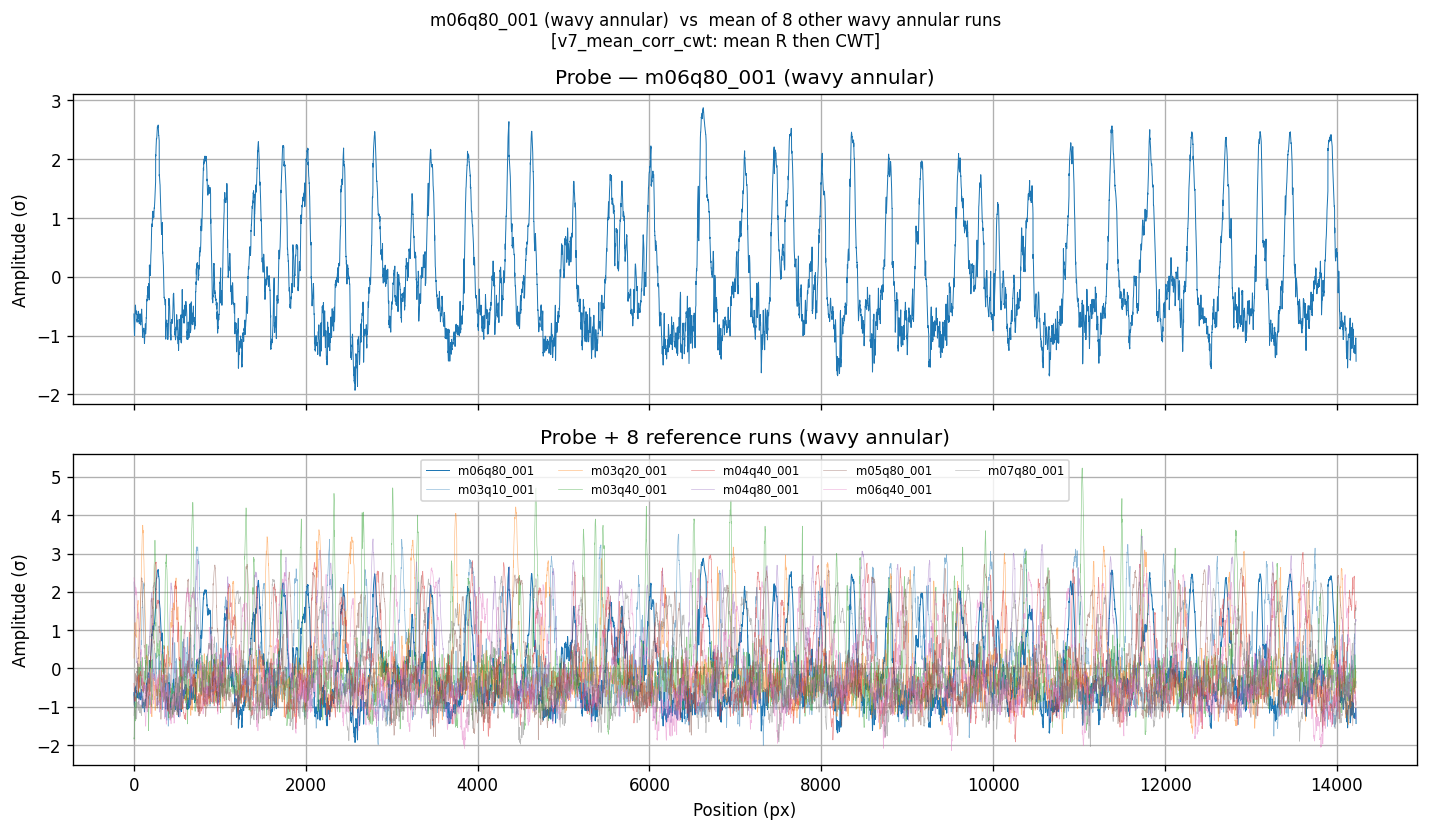 m06q80_001 (wavy annular)  vs  mean of 8 other wavy annular runs
[v7_mean_corr_cwt: mean R then CWT]
Probe — m06q80_001 (wavy annular)
Amplitude (σ)
3
2
1
0
−1
−2
Probe + 8 reference runs (wavy annular)
m06q80_001 m03q20_001 m04q40_001 m05q80_001 m07q80_001
m03q10_001 m03q40_001 m04q80_001 m06q40_001
Amplitude (σ)
5
4
3
2
1
0
−1
−2
0 2000 4000 6000 8000 10000 12000 14000
Position (px)